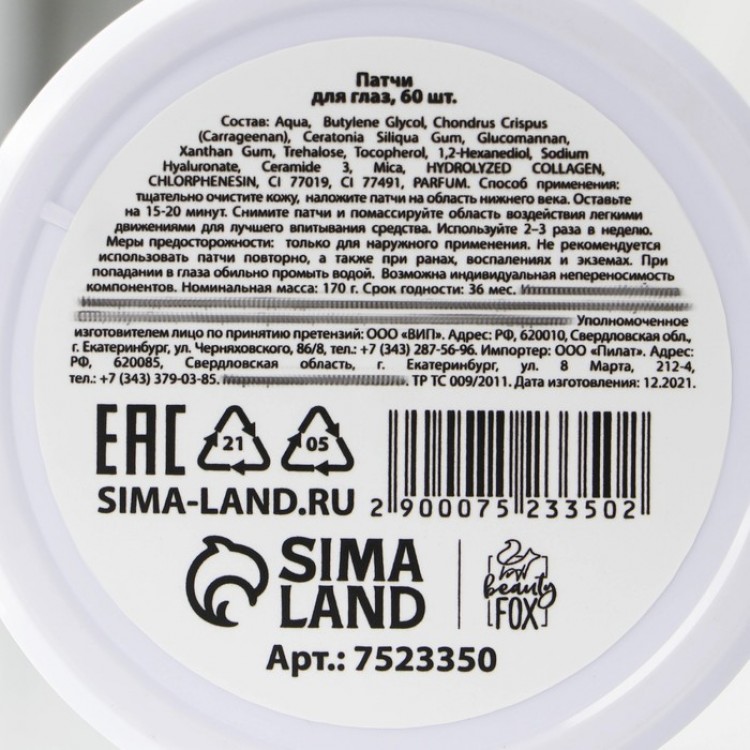 Патчи
для глаз, 60 шт.
Состав: Aqua, Butylene Glycol, Chondrus Crispus
(Carrageenan), Ceratonia Siliqua Gum, Glucomannan,
Xanthan Gum, Trehalose, Tocopherol, 1,2-Hexanediol, Sodium
Hyaluronate, Ceramide 3, Mica, HYDROLYZED COLLAGEN,
CHLORPHENESIN, CI 77019, CI 77491, PARFUM. Способ применения:
тщательно очистите кожу, наложите патчи на область нижнего века. Оставьте
на 15-20 минут. Снимите патчи и помассируйте область воздействия легкими
движениями для лучшего впитывания средства. Используйте 2–3 раза в неделю.
Меры предосторожности: только для наружного применения. Не рекомендуется
использовать патчи повторно, а также при ранах, воспалениях и экземах. При
попадании в глаза обильно промыть водой. Возможна индивидуальная непереносимость
компонентов. Номинальная масса: 170 г. Срок годности: 36 мес.
Уполномоченное
изготовителем лицо по принятию претензий: ООО «ВИП». Адрес: РФ, 620010, Свердловская обл.,
г. Екатеринбург, ул. Черняховского, 86/8, тел.: +7 (343) 287-56-96. Импортер: ООО «Пилат». Адрес:
РФ, 620085, Свердловская область, г. Екатеринбург, ул. 8 Марта, 212-4,
тел.: +7 (343) 379-03-85. ТР ТС 009/2011. Дата изготовления: 12.2021.
EAC 21 05
SIMA-LAND.RU
2 900075 233502
SIMA
LAND
beauty
FOX
Арт.: 7523350